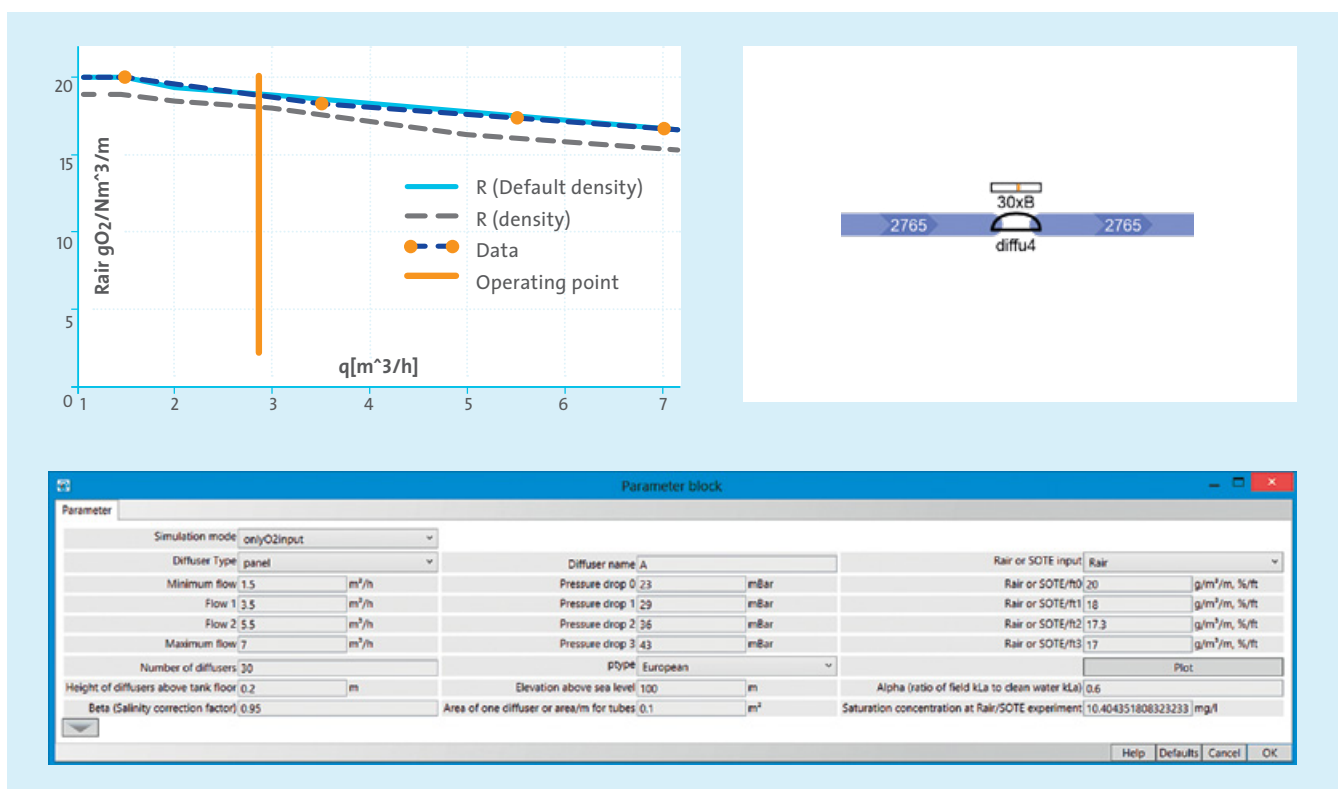 20
15
10
5
0
1
2
3
4
5
6
7
Rair gO2/Nm^3/m
q[m^3/h]
R (Default density)
R (density)
Data
Operating point
30xB
2765
2765
diffu4
Parameter block
Parameter
Simulation mode onlyO2input
Diffuser Type panel Diffuser name A Rair or SOTE input Rair
Minimum flow 1.5 m³/h Pressure drop 0 23 mBar Rair or SOTE/ft0 20 g/m³/m, %/ft
Flow 1 3.5 m³/h Pressure drop 1 29 mBar Rair or SOTE/ft1 18 g/m³/m, %/ft
Flow 2 5.5 m³/h Pressure drop 2 36 mBar Rair or SOTE/ft2 17.3 g/m³/m, %/ft
Maximum flow 7 m³/h Pressure drop 3 43 mBar Rair or SOTE/ft3 17 g/m³/m, %/ft
Number of diffusers 30 ptype European Plot
Height of diffusers above tank floor 0.2 m Elevation above sea level 100 m Alpha (ratio of field kLa to clean water kLa) 0.6
Beta (Salinity correction factor) 0.95 Area of one diffuser or area/m for tubes 0.1 m² Saturation concentration at Rair/SOTE experiment 10.404351808323233 mg/l
Help Defaults Cancel OK